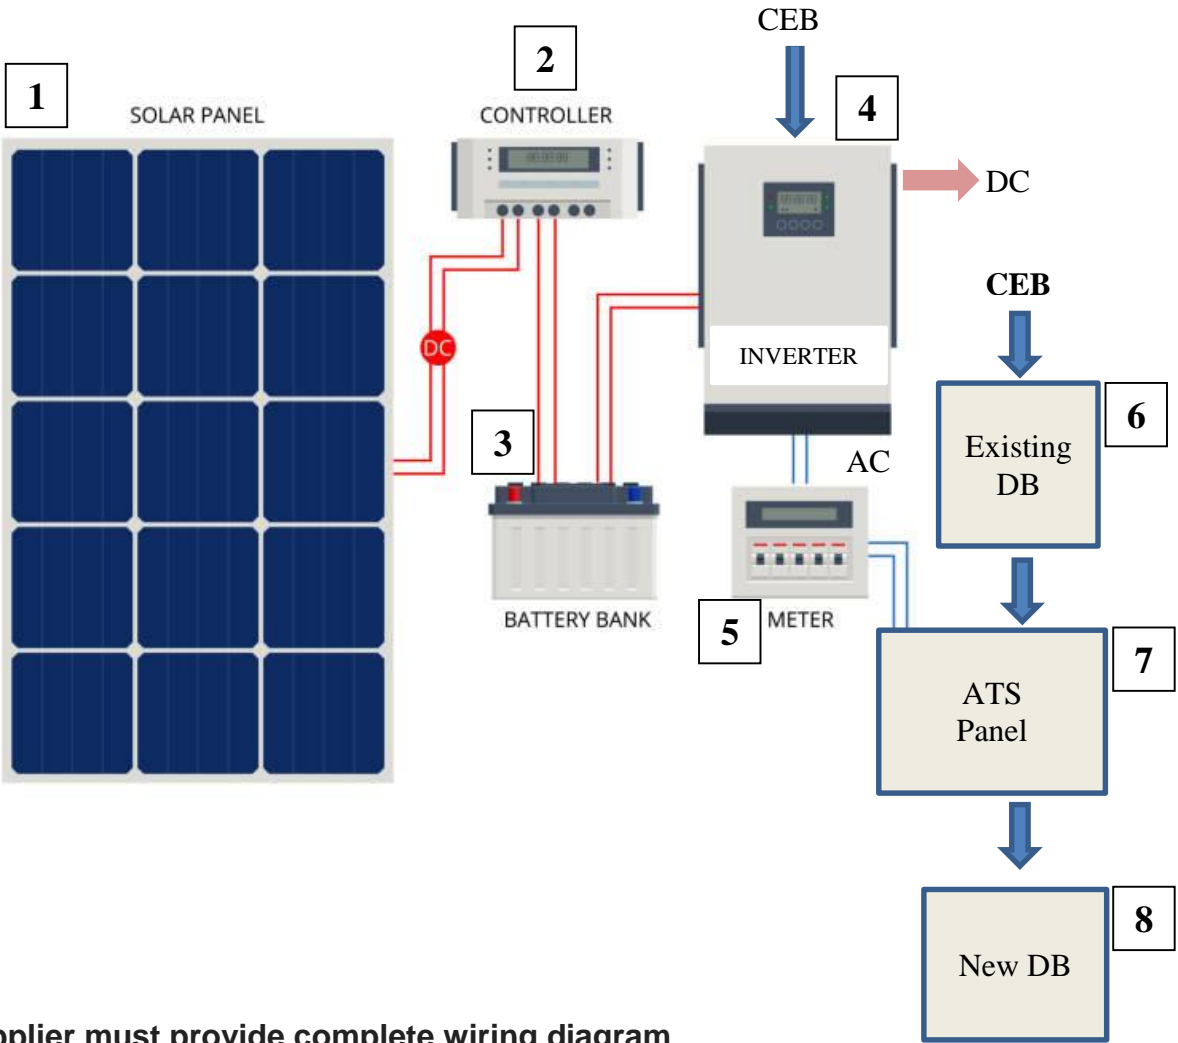 CEB
1
2
4
SOLAR PANEL
CONTROLLER
DC
CEB
DC
INVERTER
3
6
Existing
DB
AC
BATTERY BANK
5
METER
7
ATS
Panel
8
New DB
pplier must provide complete wiring diagram